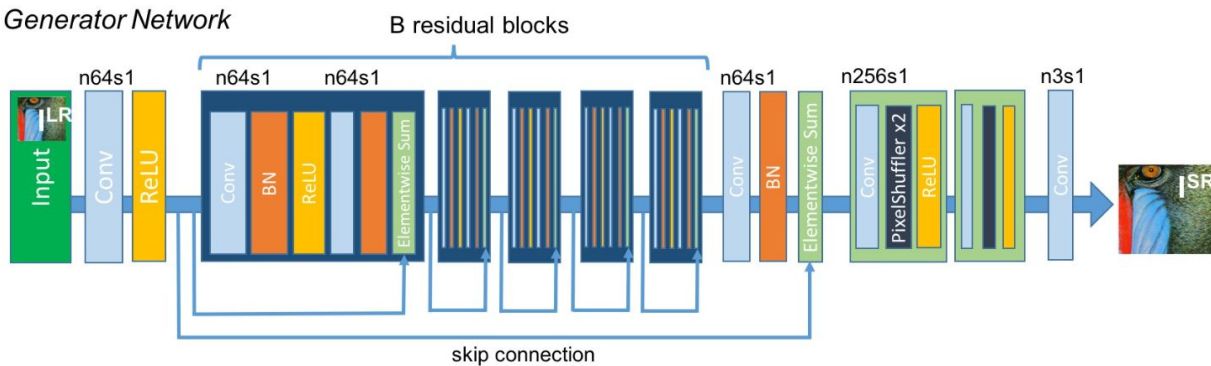 Generator Network
B residual blocks
n64s1
n64s1
n64s1
n64s1
n256s1
n3s1
I^LR
Input
Conv
ReLU
Conv
BN
ReLU
Elementwise Sum
Conv
BN
Elementwise Sum
Conv
PixelShuffler x2
ReLU
Conv
I^SR
skip connection